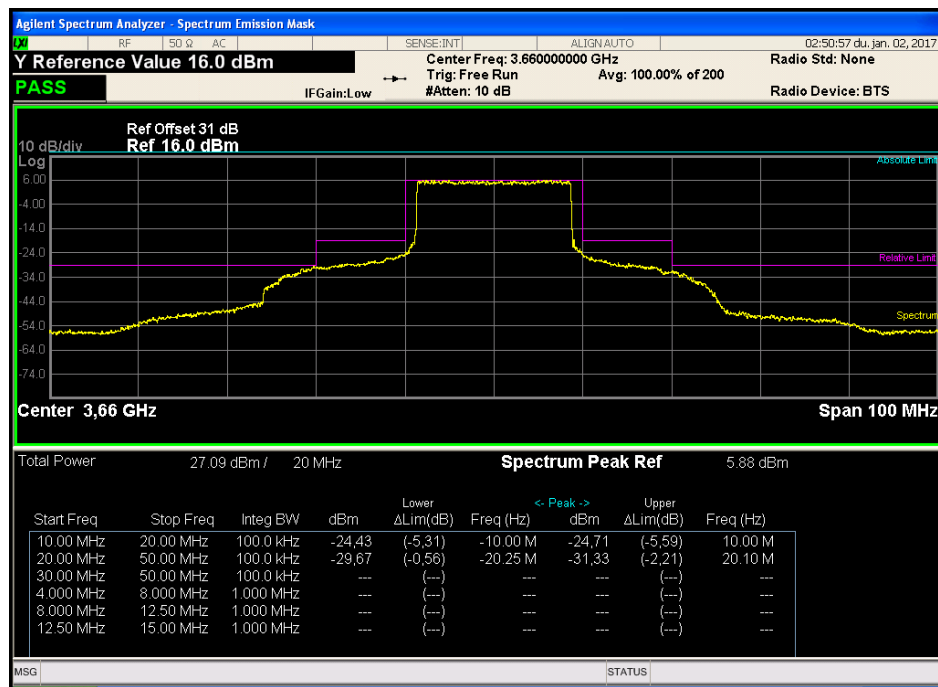 Agilent Spectrum Analyzer - Spectrum Emission Mask
LXI RF 50 Ω AC SENSE:INT ALIGNAUTO 02:50:57 du. jan. 02, 2017
Y Reference Value 16.0 dBm Center Freq: 3.660000000 GHz Radio Std: None
Trig: Free Run Avg: 100.00% of 200
PASS IFGain:Low #Atten: 10 dB Radio Device: BTS
Ref Offset 31 dB
10 dB/div Ref 16.0 dBm
Log Absolute Limit
6.00
-4.00
-14.0
-24.0
Relative Limit
-34.0
-44.0
Spectrum
-54.0
-64.0
-74.0
Center 3,66 GHz Span 100 MHz
Total Power 27.09 dBm / 20 MHz Spectrum Peak Ref 5.88 dBm
Lower <- Peak -> Upper
Start Freq Stop Freq Integ BW dBm ΔLim(dB) Freq (Hz) dBm ΔLim(dB) Freq (Hz)
10.00 MHz 20.00 MHz 100.0 kHz -24,43 (-5,31) -10.00 M -24,71 (-5,59) 10.00 M
20.00 MHz 50.00 MHz 100.0 kHz -29,67 (-0,56) -20.25 M -31,33 (-2,21) 20.10 M
30.00 MHz 50.00 MHz 100.0 kHz --- (---) --- --- (---) ---
4.000 MHz 8.000 MHz 1.000 MHz --- (---) --- --- (---) ---
8.000 MHz 12.50 MHz 1.000 MHz --- (---) --- --- (---) ---
12.50 MHz 15.00 MHz 1.000 MHz --- (---) --- --- (---) ---
MSG STATUS